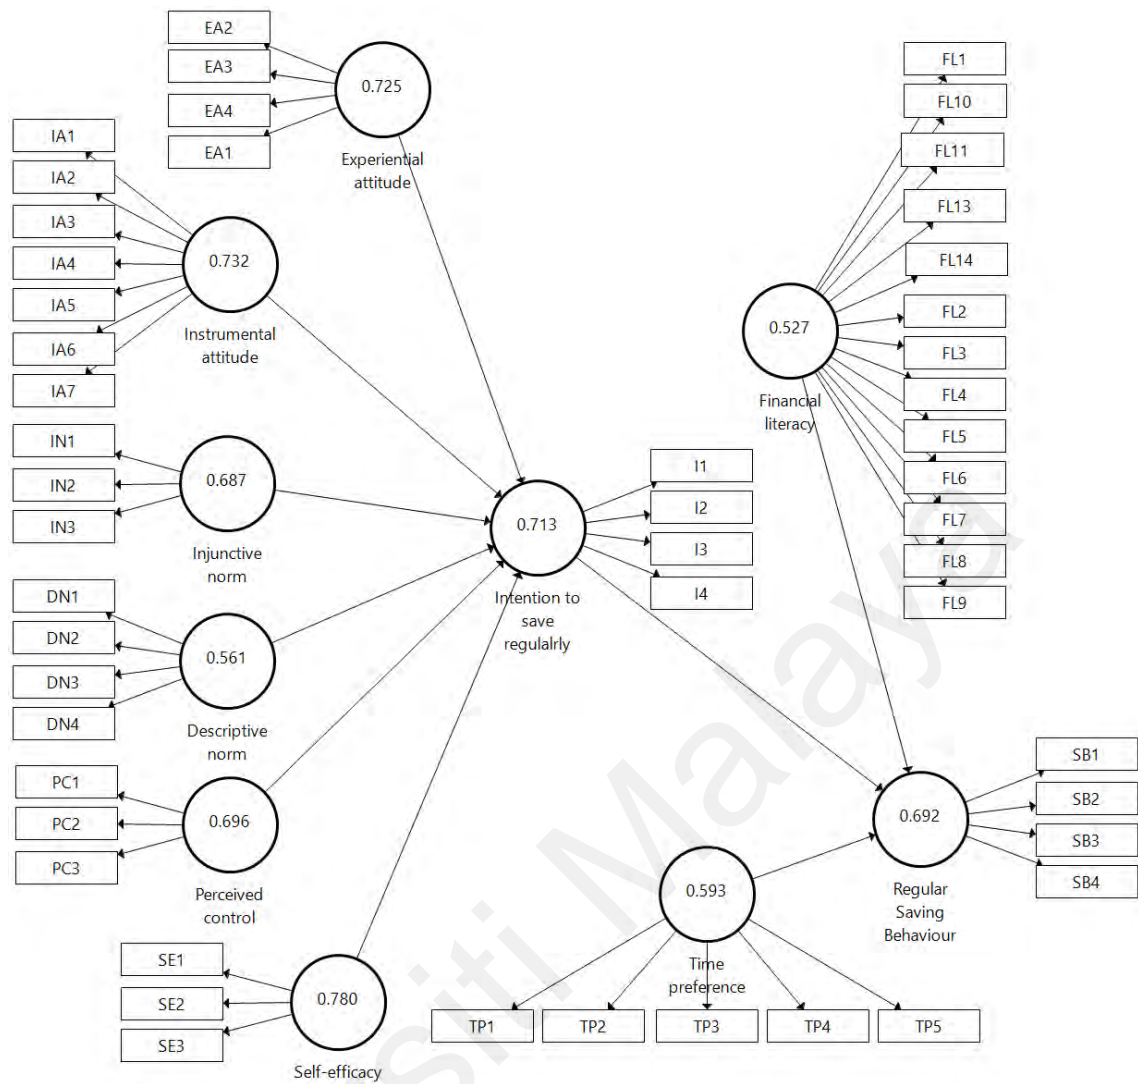 EA2
EA3
EA4
EA1
0.725
Experiential
attitude
IA1
IA2
IA3
IA4
IA5
IA6
IA7
0.732
Instrumental
attitude
IN1
IN2
IN3
0.687
Injunctive
norm
DN1
DN2
DN3
DN4
0.561
Descriptive
norm
PC1
PC2
PC3
0.696
Perceived
control
SE1
SE2
SE3
0.780
Self-efficacy
0.713
Intention to
save
regulalrly
I1
I2
I3
I4
0.527
Financial
literacy
FL1
FL10
FL11
FL13
FL14
FL2
FL3
FL4
FL5
FL6
FL7
FL8
FL9
0.593
Time
preference
TP1
TP2
TP3
TP4
TP5
0.692
Regular
Saving
Behaviour
SB1
SB2
SB3
SB4
siti Malaya